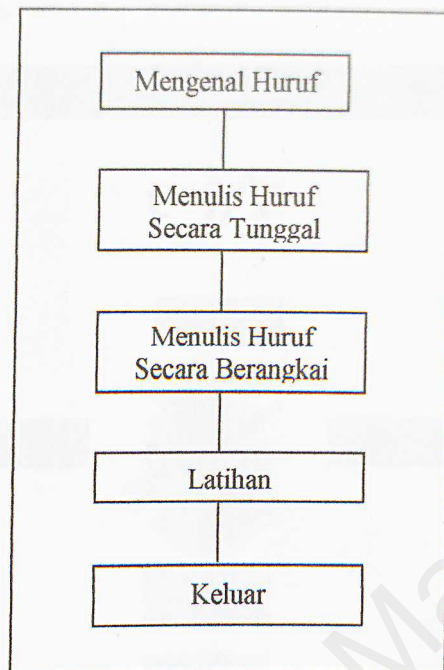 Mengenal Huruf
Menulis Huruf
Secara Tunggal
Menulis Huruf
Secara Berangkai
Latihan
Keluar